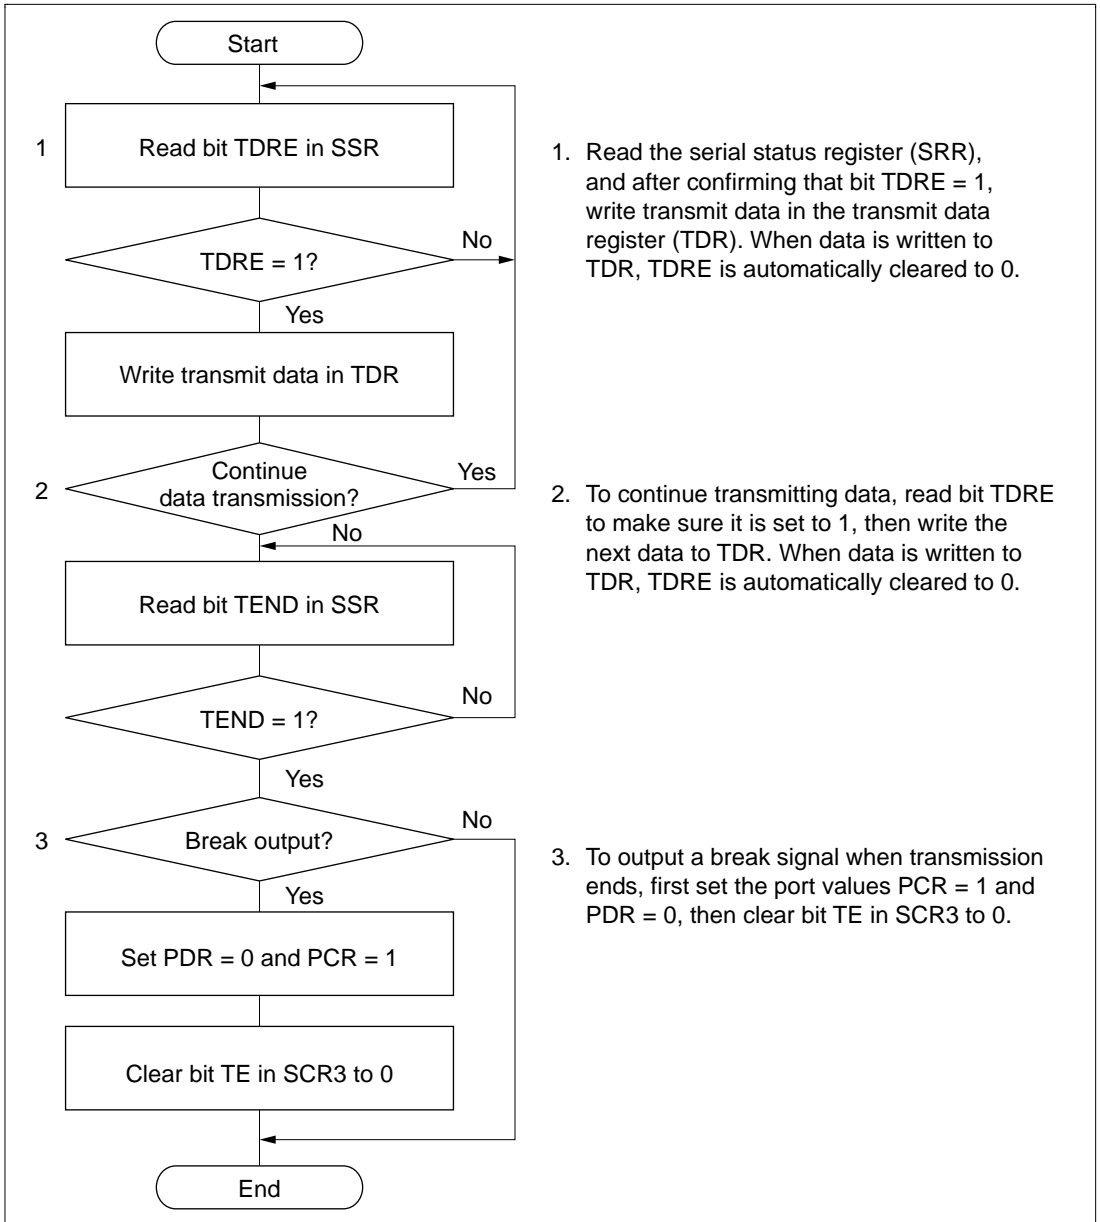 Start
1
Read bit TDRE in SSR
TDRE = 1?
No
Yes
Write transmit data in TDR
2
Continue
data transmission?
Yes
No
Read bit TEND in SSR
TEND = 1?
No
Yes
3
Break output?
No
Yes
Set PDR = 0 and PCR = 1
Clear bit TE in SCR3 to 0
End
1. Read the serial status register (SRR),
and after confirming that bit TDRE = 1,
write transmit data in the transmit data
register (TDR). When data is written to
TDR, TDRE is automatically cleared to 0.
2. To continue transmitting data, read bit TDRE
to make sure it is set to 1, then write the
next data to TDR. When data is written to
TDR, TDRE is automatically cleared to 0.
3. To output a break signal when transmission
ends, first set the port values PCR = 1 and
PDR = 0, then clear bit TE in SCR3 to 0.